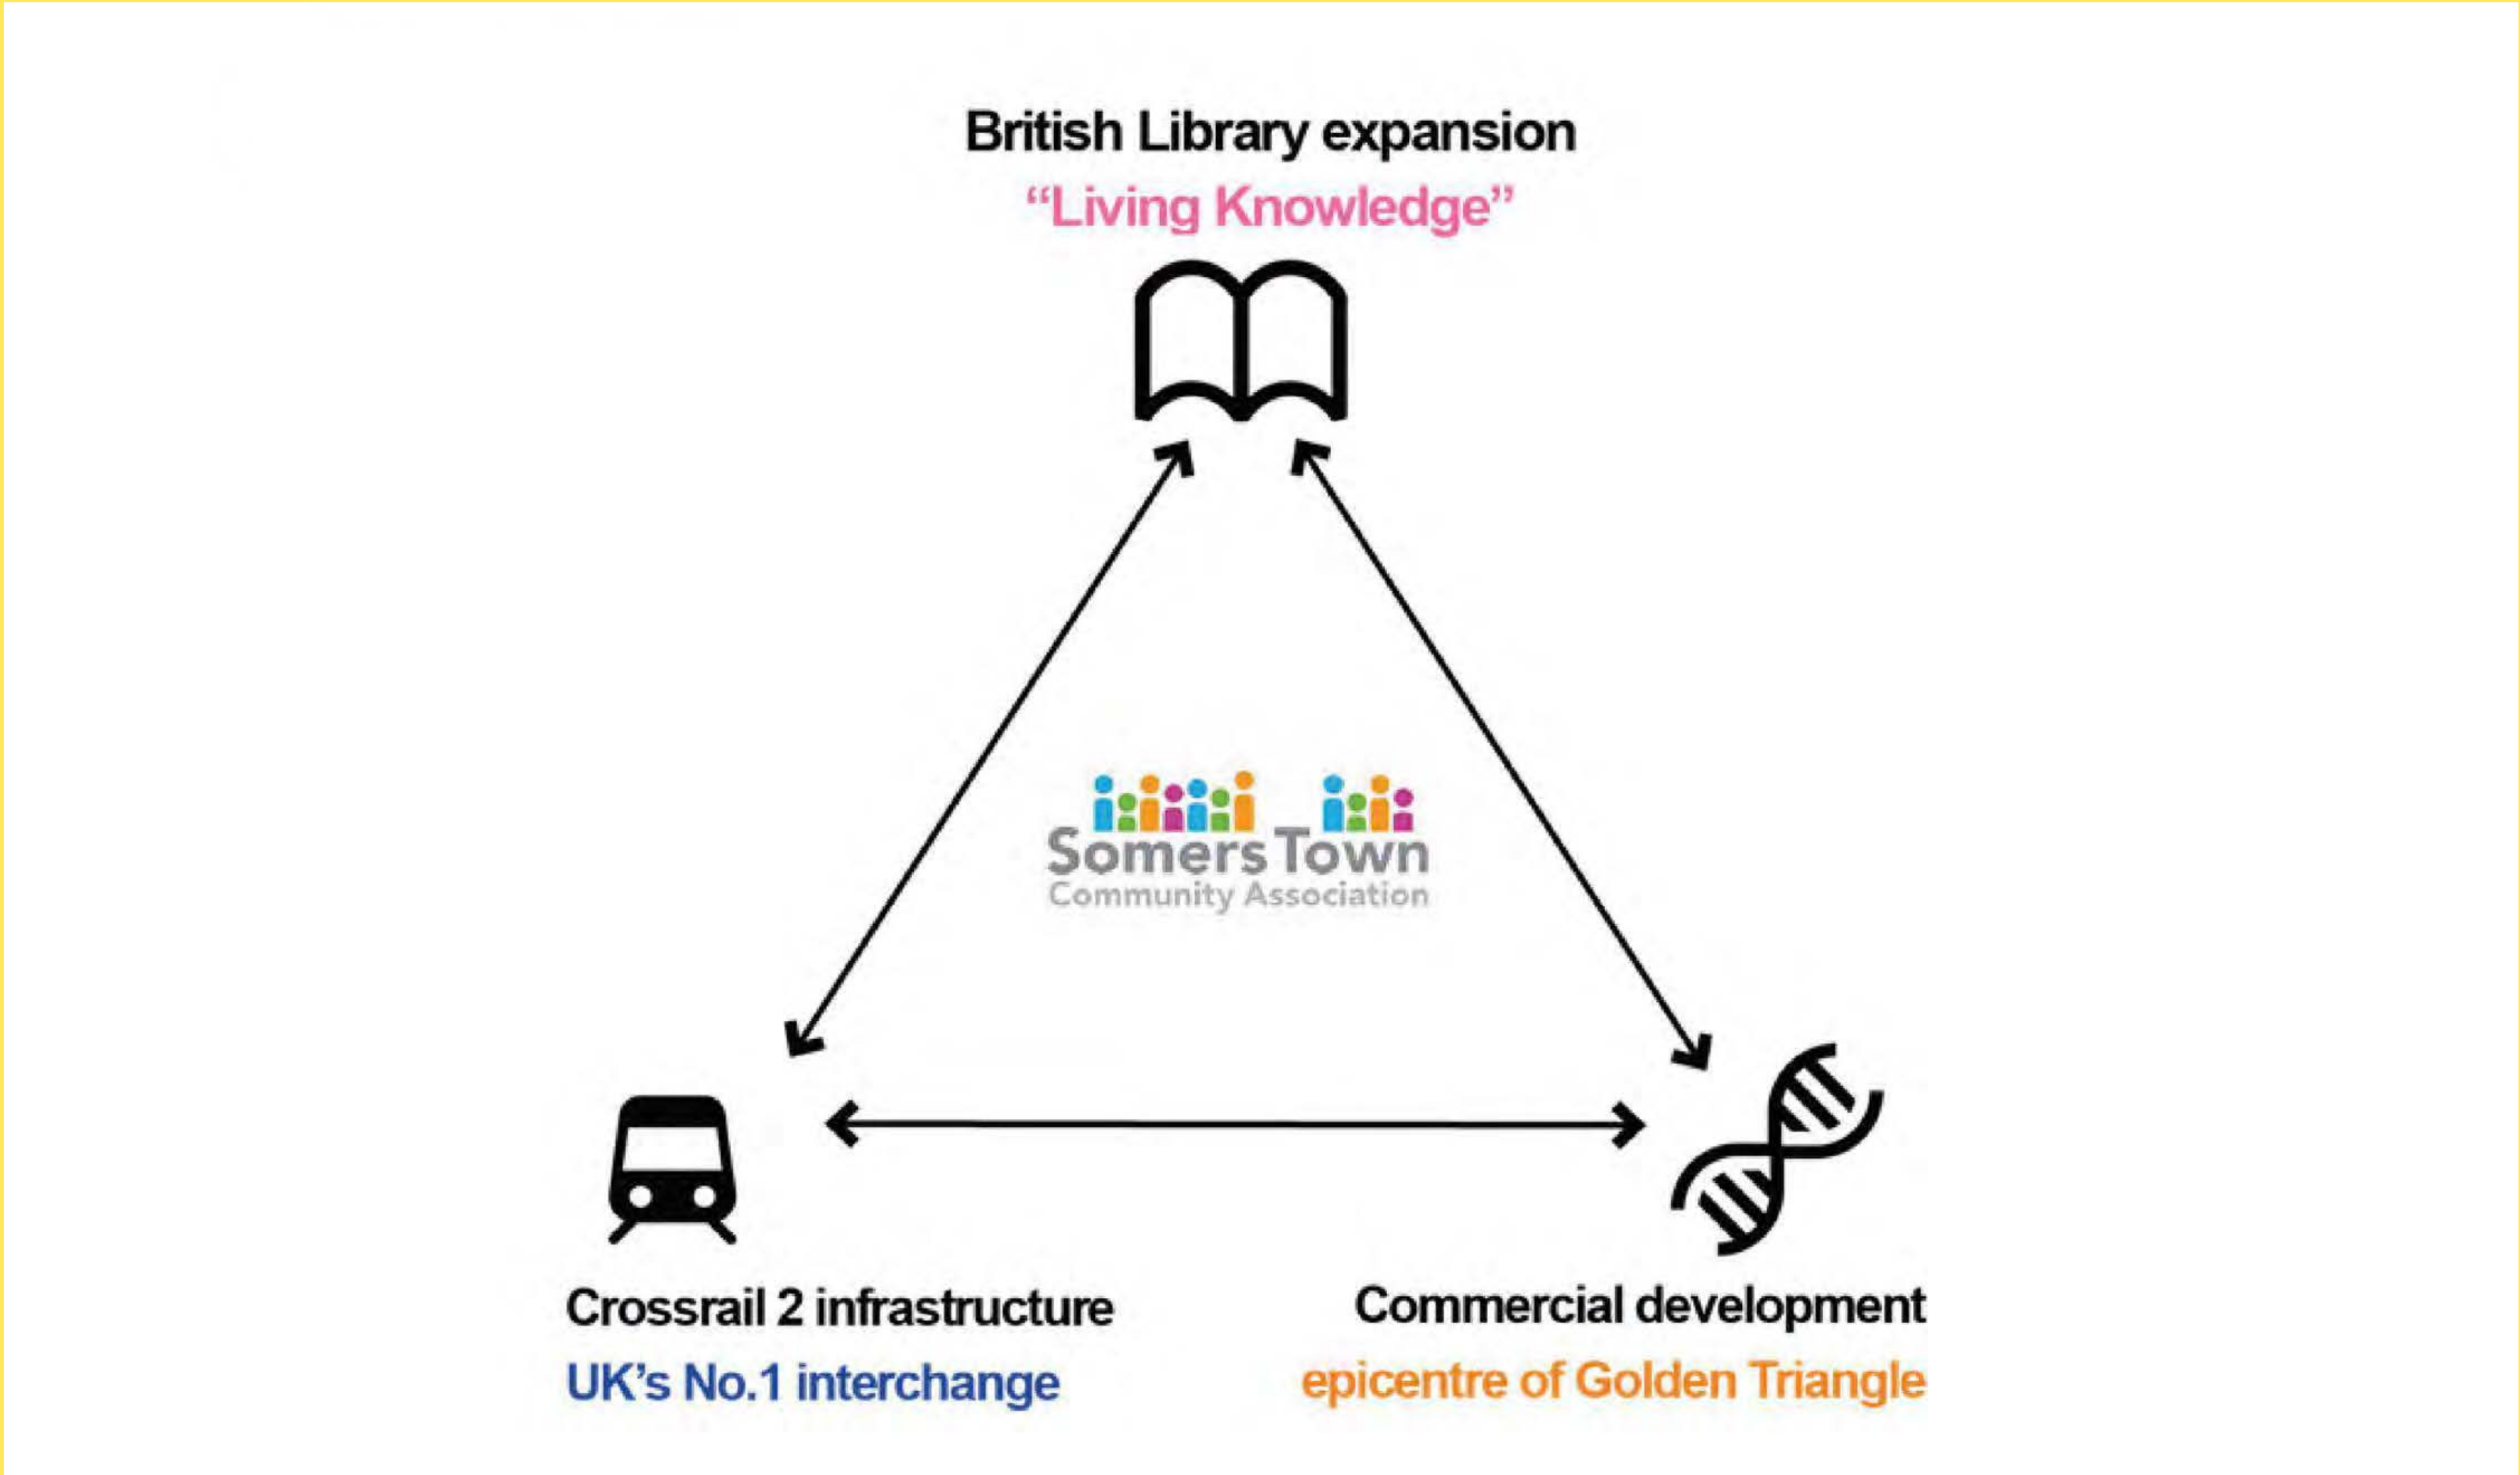 British Library expansion
“Living Knowledge”
Somers Town
Community Association
Crossrail 2 infrastructure
UK’s No.1 interchange
Commercial development
epicentre of Golden Triangle